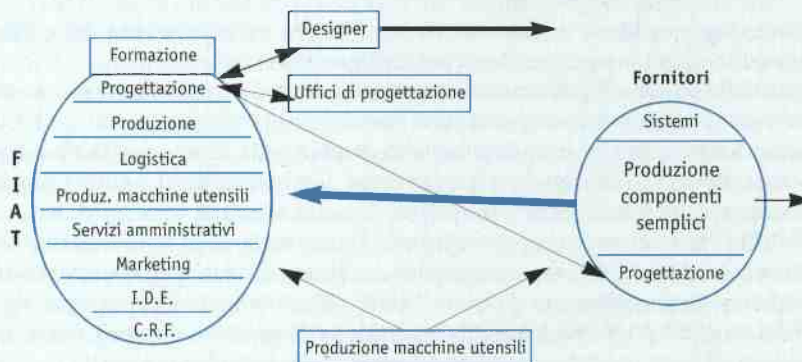 Designer
Formazione
Progettazione
Uffici di progettazione
Fornitori
Produzione
Sistemi
Logistica
FIAT
Produz. macchine utensili
Produzione
componenti
semplici
Servizi amministrativi
Marketing
Progettazione
I.D.E.
C.R.F.
Produzione macchine utensili